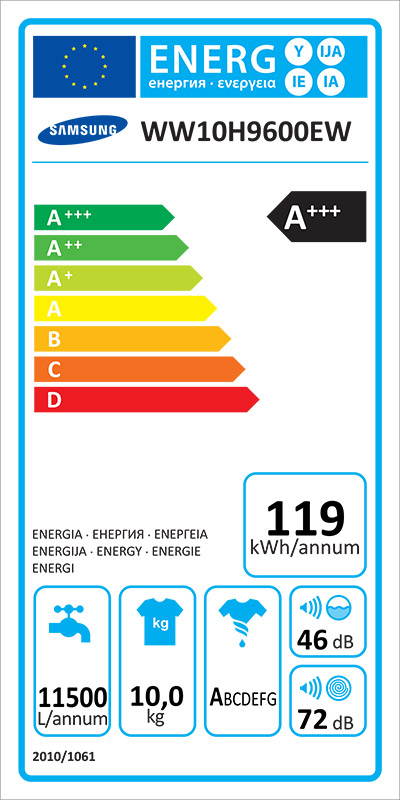 ENERG Y IJA
енергия · ενεργεια IE IA
SAMSUNG WW10H9600EW
A+++ A+++
A++
A+
A
B
C
D
119
kWh/annum
ENERGIA · ЕНЕРГИЯ · ΕΝΕΡΓΕΙΑ
ENERGIJA · ENERGY · ENERGIE
ENERGI
11500
L/annum
kg
10,0
kg
ABCDEFG
46 dB
72 dB
2010/1061